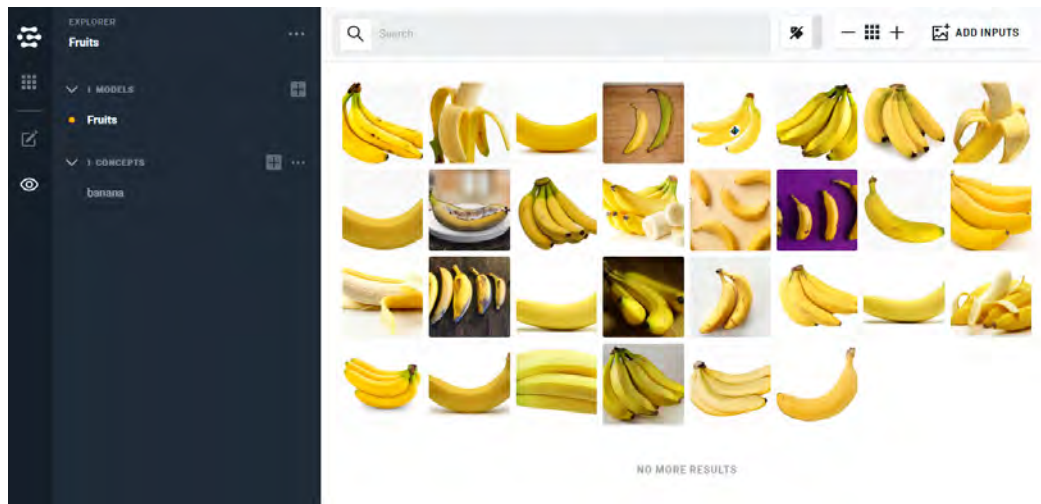 EXPLORER
Fruits
1 MODELS
Fruits
1 CONCEPTS
banana
Search
ADD INPUTS
NO MORE RESULTS